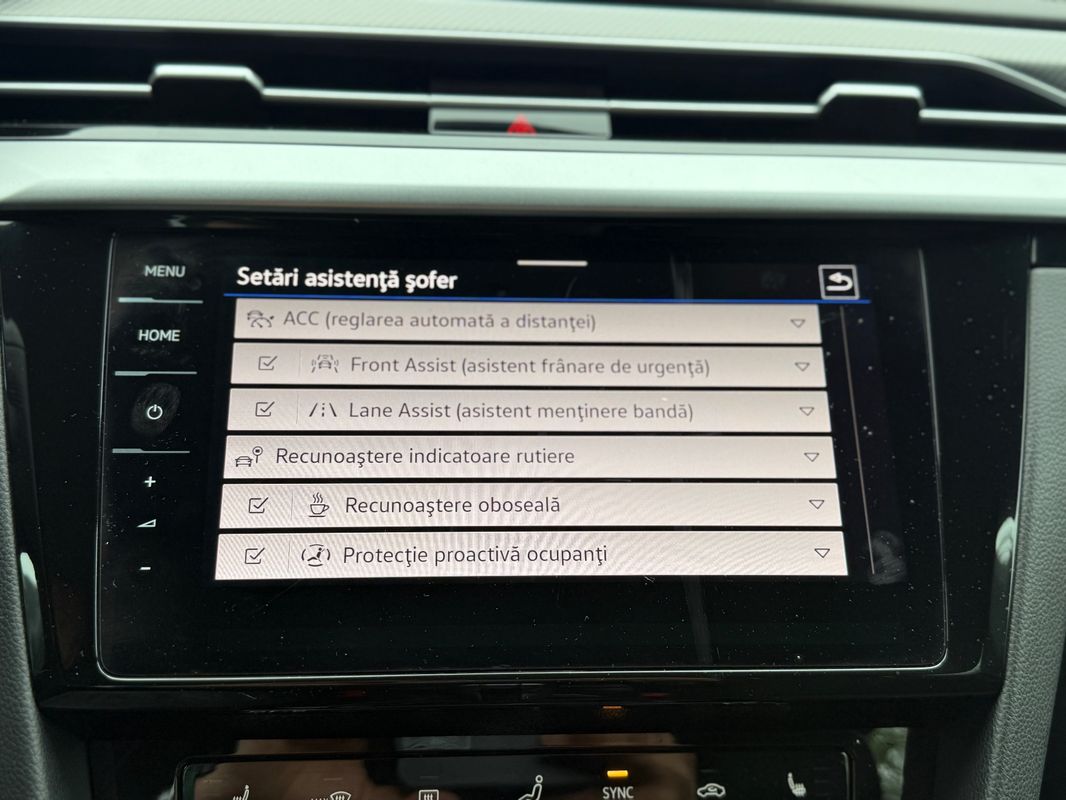 MENU
Setări asistenţă şofer
ACC (reglarea automată a distanţei)
HOME
Front Assist (asistent frânare de urgenţă)
Lane Assist (asistent menţinere bandă)
Recunoaştere indicatoare rutiere
+
Recunoaştere oboseală
Protecţie proactivă ocupanţi
-
SYNC